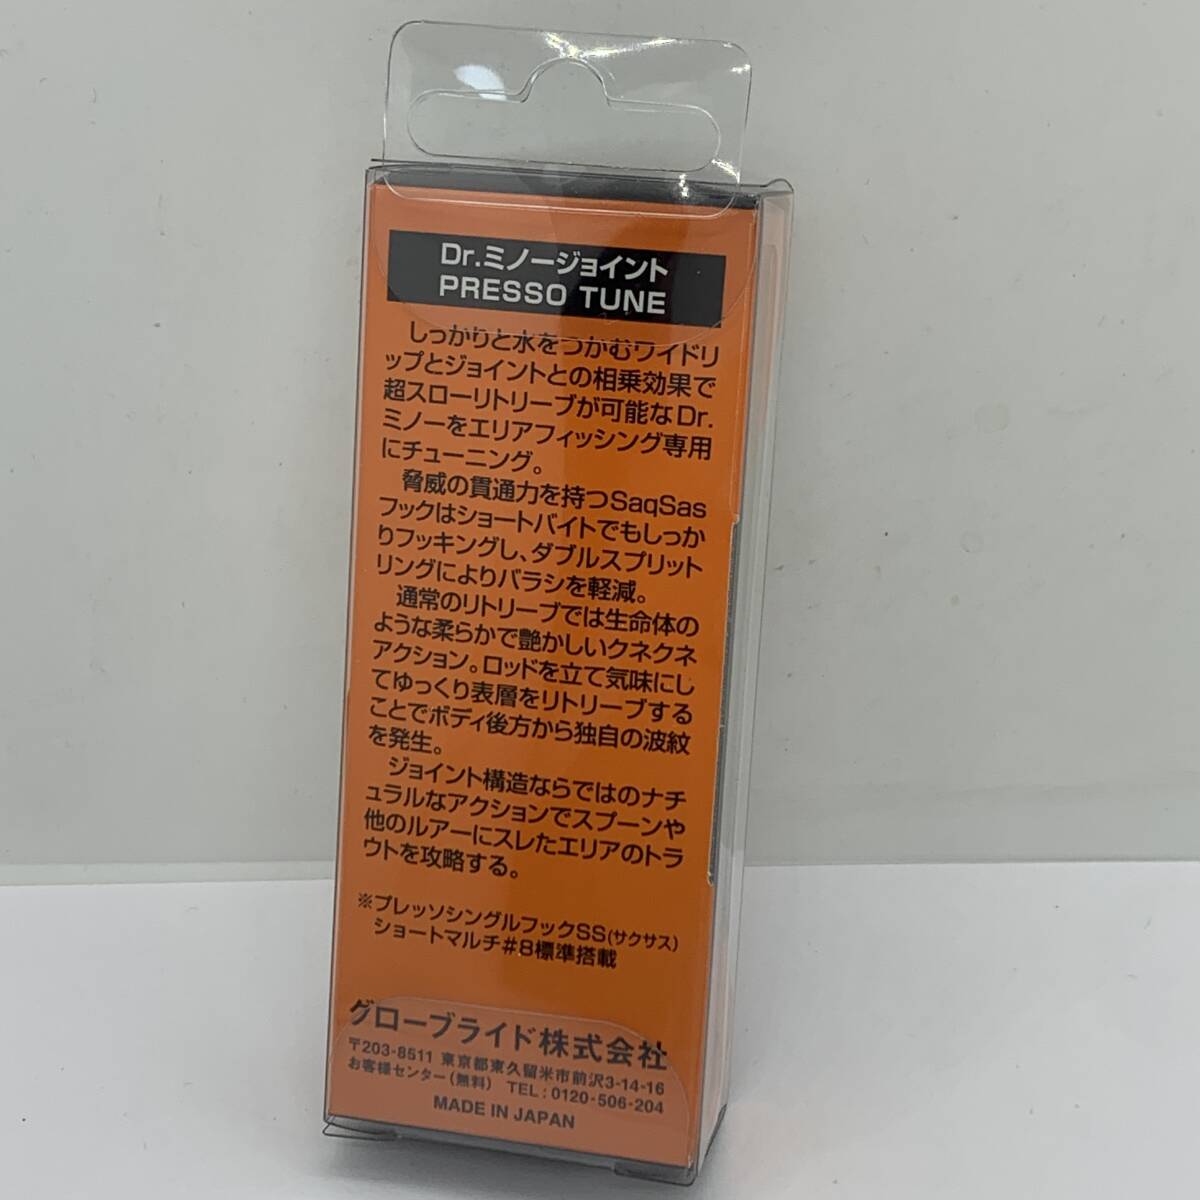 Dr.ミノージョイント
PRESSO TUNE
しっかりと水をつかむワイドリ
ップとジョイントとの相乗効果で
超スローリトリーブが可能なDr.
ミノーをエリアフィッシング専用
にチューニング。
脅威の貫通力を持つSaqSas
フックはショートバイトでもしっか
りフッキングし、ダブルスプリット
リングによりバラシを軽減。
通常のリトリーブでは生命体の
ような柔らかで艶かしいクネクネ
アクション。ロッドを立て気味にし
てゆっくり表層をリトリーブする
ことでボディ後方から独自の波紋
を発生。
ジョイント構造ならではのナチ
ュラルなアクションでスプーンや
他のルアーにスレたエリアのトラ
ウトを攻略する。
※プレッソシングルフックSS(サクサス)
ショートマルチ#8標準搭載
グローブライド株式会社
〒203-8511 東京都東久留米市前沢3-14-16
お客様センター(無料) TEL:0120-506-204
MADE IN JAPAN